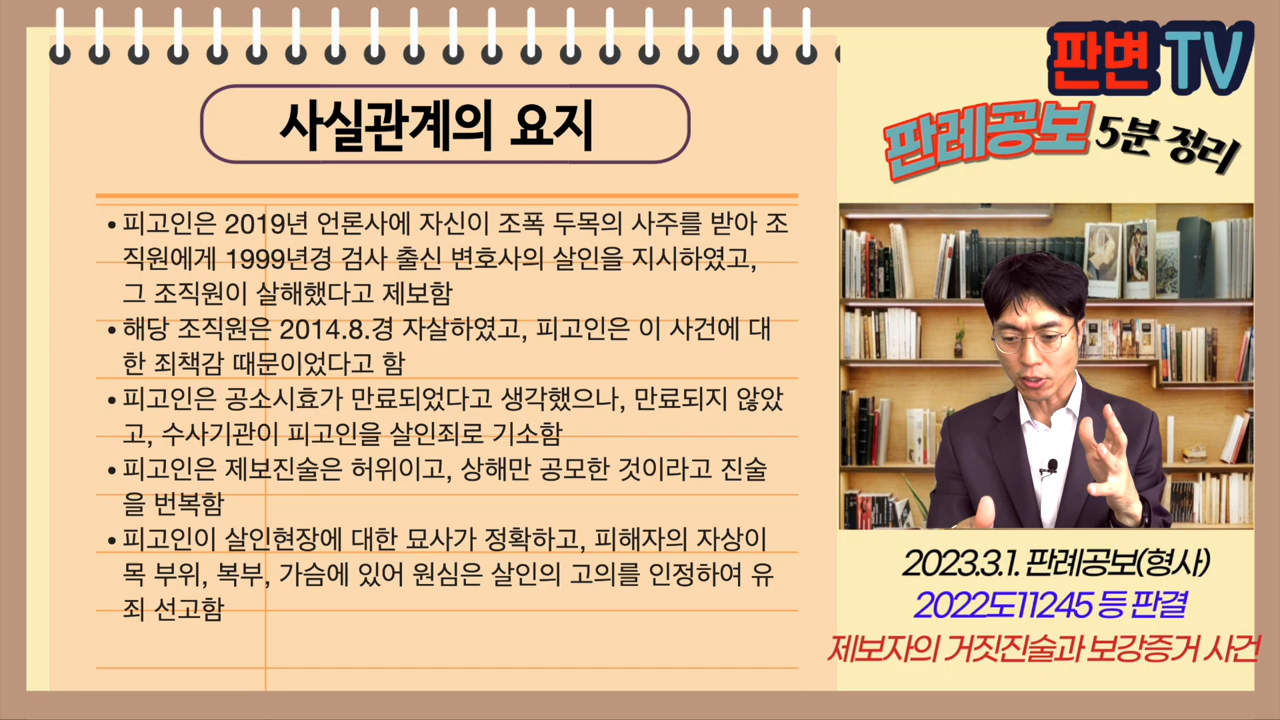 판변 TV
판례공보 5분 정리
사실관계의 요지
•피고인은 2019년 언론사에 자신이 조폭 두목의 사주를 받아 조
직원에게 1999년경 검사 출신 변호사의 살인을 지시하였고,
그 조직원이 살해했다고 제보함
•해당 조직원은 2014.8.경 자살하였고, 피고인은 이 사건에 대
한 죄책감 때문이었다고 함
•피고인은 공소시효가 만료되었다고 생각했으나, 만료되지 않았
고, 수사기관이 피고인을 살인죄로 기소함
•피고인은 제보진술은 허위이고, 상해만 공모한 것이라고 진술
을 번복함
•피고인이 살인현장에 대한 묘사가 정확하고, 피해자의 자상이
목 부위, 복부, 가슴에 있어 원심은 살인의 고의를 인정하여 유
죄 선고함
2023.3.1. 판례공보(형사)
2022도11245 등 판결
제보자의 거짓진술과 보강증거 사건